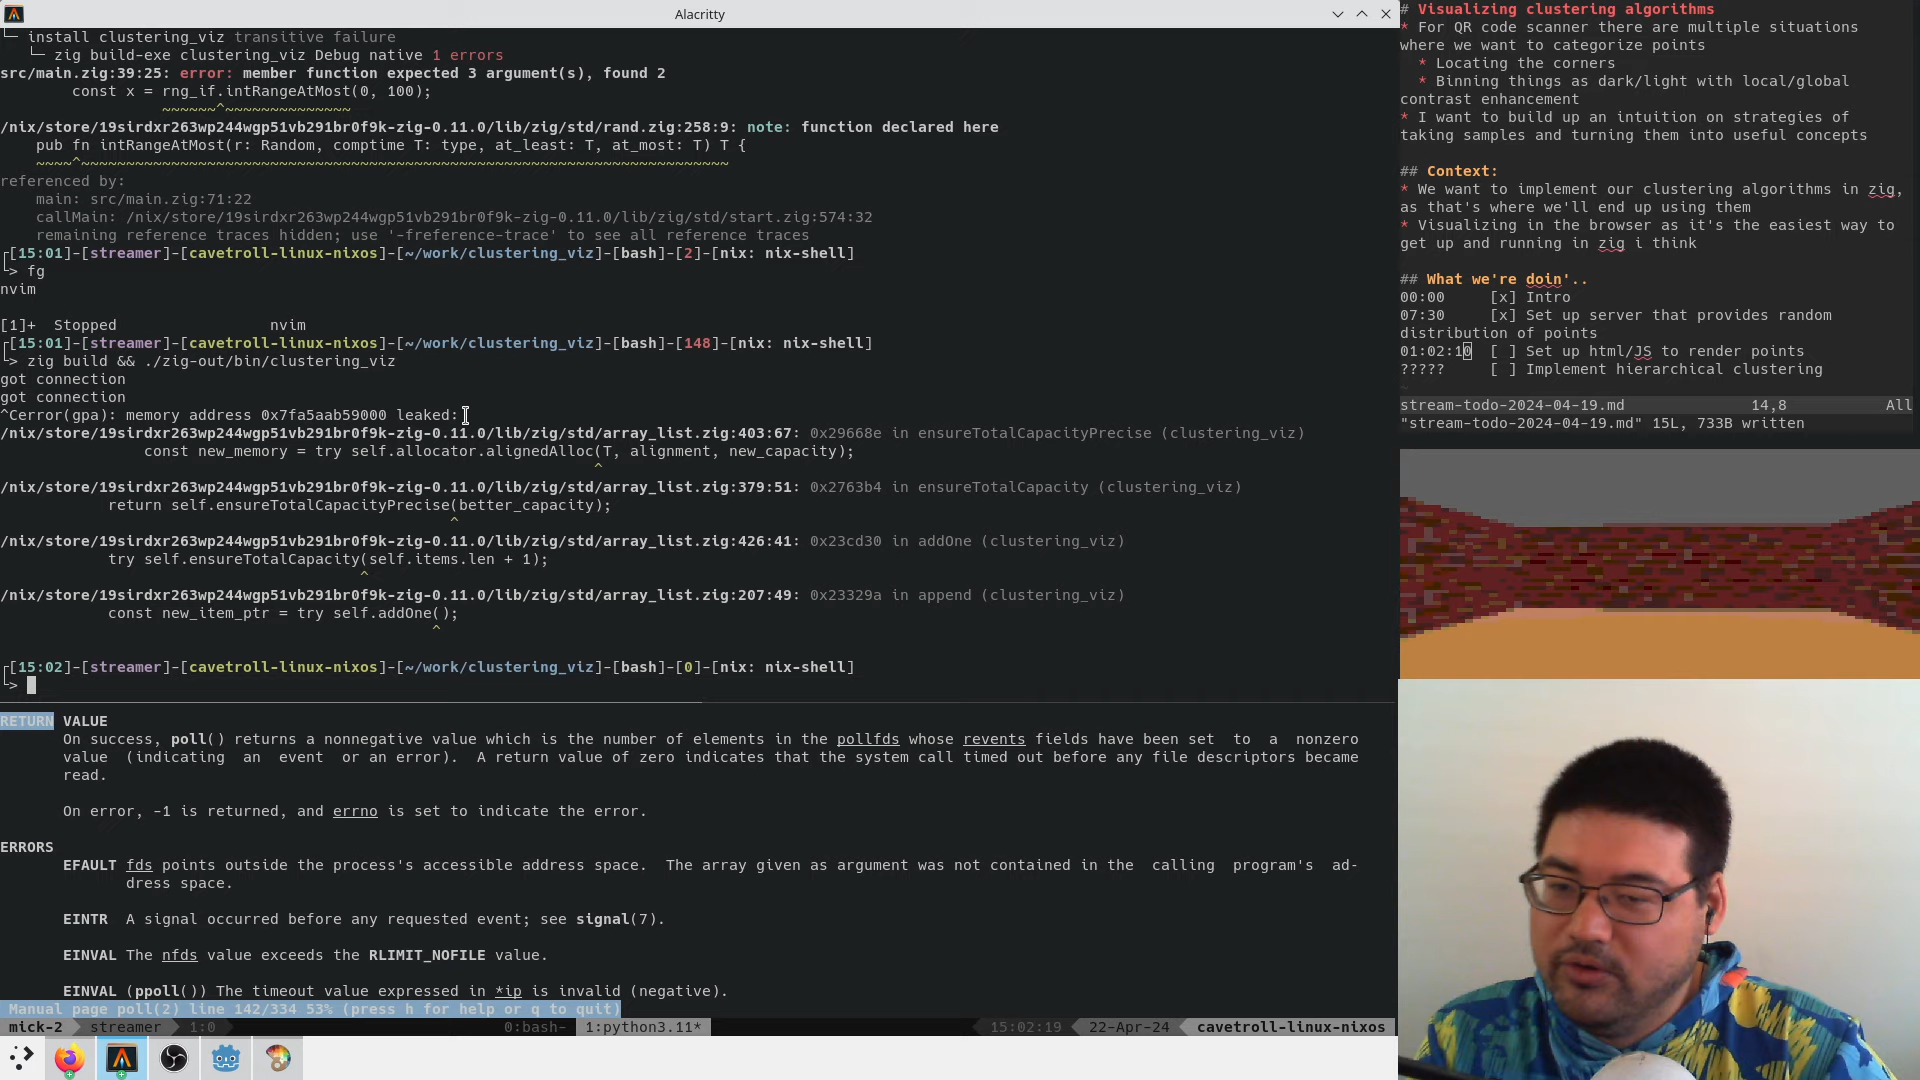 Alacritty
└─ install clustering_viz transitive failure
└─ zig build-exe clustering_viz Debug native 1 errors
src/main.zig:39:25: error: member function expected 3 argument(s), found 2
const x = rng_if.intRangeAtMost(0, 100);
~~~~~~^~~~~~~~~~~~~~~
/nix/store/19sirdxr263wp244wgp51vb291br0f9k-zig-0.11.0/lib/zig/std/rand.zig:258:9: note: function declared here
pub fn intRangeAtMost(r: Random, comptime T: type, at_least: T, at_most: T) T {
~~~~^~~~~~~~~~~~~~~~~~~~~~~~~~~~~~~~~~~~~~~~~~~~~~~~~~~~~~~~~~~~~~~~~~~~~~~~~
referenced by:
main: src/main.zig:71:22
callMain: /nix/store/19sirdxr263wp244wgp51vb291br0f9k-zig-0.11.0/lib/zig/std/start.zig:574:32
remaining reference traces hidden; use '-freference-trace' to see all reference traces
┌[15:01]-[streamer]-[cavetroll-linux-nixos]-[~/work/clustering_viz]-[bash]-[2]-[nix: nix-shell]
└> fg
nvim
[1]+  Stopped                 nvim
┌[15:01]-[streamer]-[cavetroll-linux-nixos]-[~/work/clustering_viz]-[bash]-[148]-[nix: nix-shell]
└> zig build && ./zig-out/bin/clustering_viz
got connection
got connection
^Cerror(gpa): memory address 0x7fa5aab59000 leaked:
/nix/store/19sirdxr263wp244wgp51vb291br0f9k-zig-0.11.0/lib/zig/std/array_list.zig:403:67: 0x29668e in ensureTotalCapacityPrecise (clustering_viz)
const new_memory = try self.allocator.alignedAlloc(T, alignment, new_capacity);
^
/nix/store/19sirdxr263wp244wgp51vb291br0f9k-zig-0.11.0/lib/zig/std/array_list.zig:379:51: 0x2763b4 in ensureTotalCapacity (clustering_viz)
return self.ensureTotalCapacityPrecise(better_capacity);
^
/nix/store/19sirdxr263wp244wgp51vb291br0f9k-zig-0.11.0/lib/zig/std/array_list.zig:426:41: 0x23cd30 in addOne (clustering_viz)
try self.ensureTotalCapacity(self.items.len + 1);
^
/nix/store/19sirdxr263wp244wgp51vb291br0f9k-zig-0.11.0/lib/zig/std/array_list.zig:207:49: 0x23329a in append (clustering_viz)
const new_item_ptr = try self.addOne();
^
┌[15:02]-[streamer]-[cavetroll-linux-nixos]-[~/work/clustering_viz]-[bash]-[0]-[nix: nix-shell]
└>
RETURN VALUE
On success, poll() returns a nonnegative value which is the number of elements in the pollfds whose revents fields have been set  to  a  nonzero
value  (indicating  an  event  or an error).  A return value of zero indicates that the system call timed out before any file descriptors became
read.
On error, -1 is returned, and errno is set to indicate the error.
ERRORS
EFAULT fds points outside the process's accessible address space.  The array given as argument was not contained in the  calling  program's  ad-
dress space.
EINTR  A signal occurred before any requested event; see signal(7).
EINVAL The nfds value exceeds the RLIMIT_NOFILE value.
EINVAL (ppoll()) The timeout value expressed in *ip is invalid (negative).
Manual page poll(2) line 142/334 53% (press h for help or q to quit)
mick-2 streamer 1:0 0:bash- 1:python3.11* 15:02:19 22-Apr-24 cavetroll-linux-nixos
# Visualizing clustering algorithms
* For QR code scanner there are multiple situations
where we want to categorize points
* Locating the corners
* Binning things as dark/light with local/global
contrast enhancement
* I want to build up an intuition on strategies of
taking samples and turning them into useful concepts
## Context:
* We want to implement our clustering algorithms in zig,
as that's where we'll end up using them
* Visualizing in the browser as it's the easiest way to
get up and running in zig i think
## What we're doin'..
00:00     [x] Intro
07:30     [x] Set up server that provides random
distribution of points
01:02:10  [ ] Set up html/JS to render points
?????     [ ] Implement hierarchical clustering
~
stream-todo-2024-04-19.md 14,8 All
"stream-todo-2024-04-19.md" 15L, 733B written